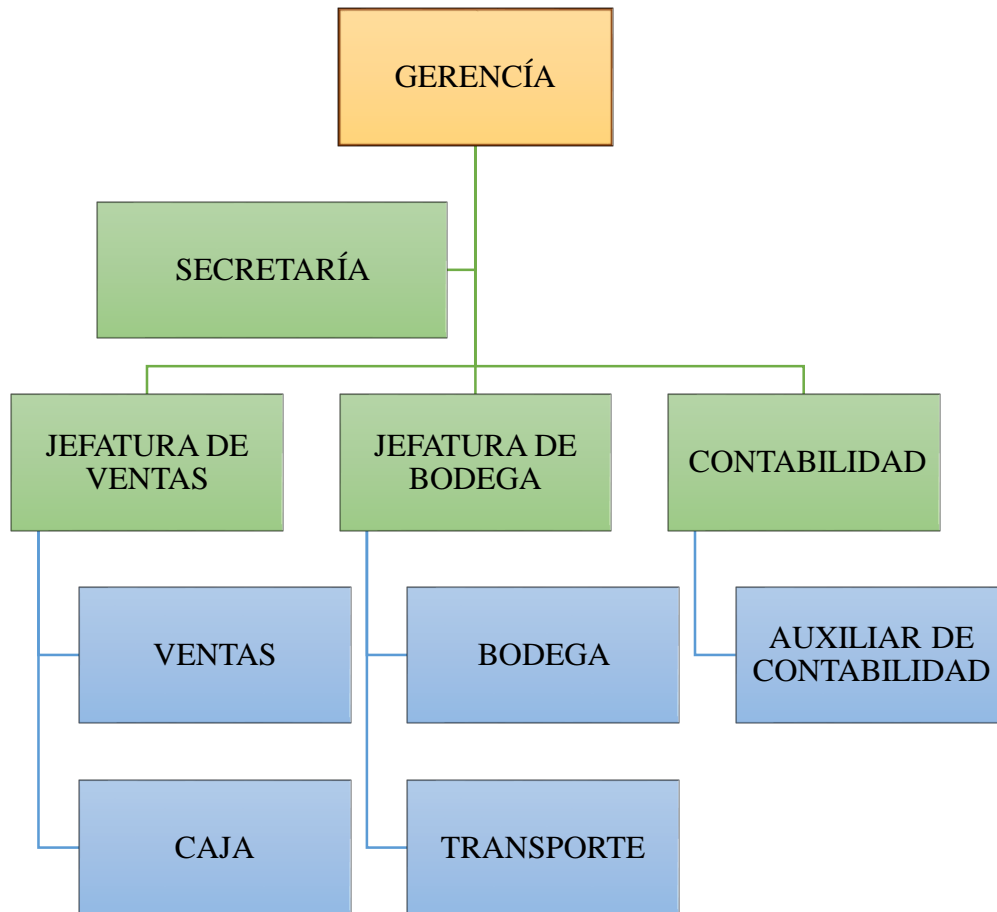 GERENCÍA
SECRETARÍA
JEFATURA DE
VENTAS
JEFATURA DE
BODEGA
CONTABILIDAD
VENTAS
BODEGA
AUXILIAR DE
CONTABILIDAD
CAJA
TRANSPORTE